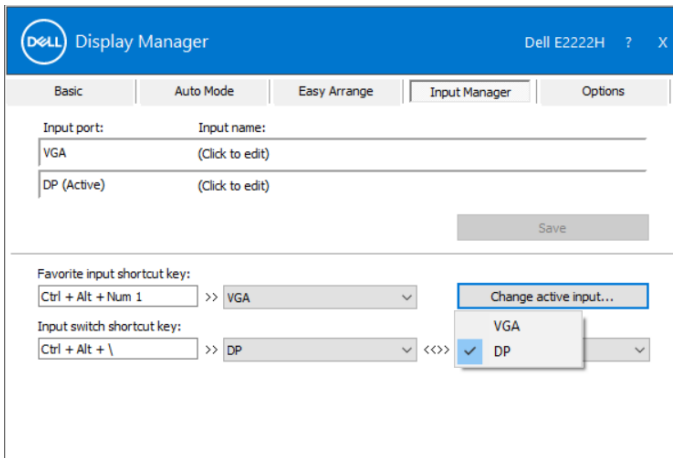 DELL Display Manager Dell E2222H ? X
Basic Auto Mode Easy Arrange Input Manager Options
Input port: Input name:
VGA (Click to edit)
DP (Active) (Click to edit)
Save
Favorite input shortcut key:
Ctrl + Alt + Num 1 >> VGA Change active input...
Input switch shortcut key:
VGA
Ctrl + Alt + \ >> DP <<>> DP